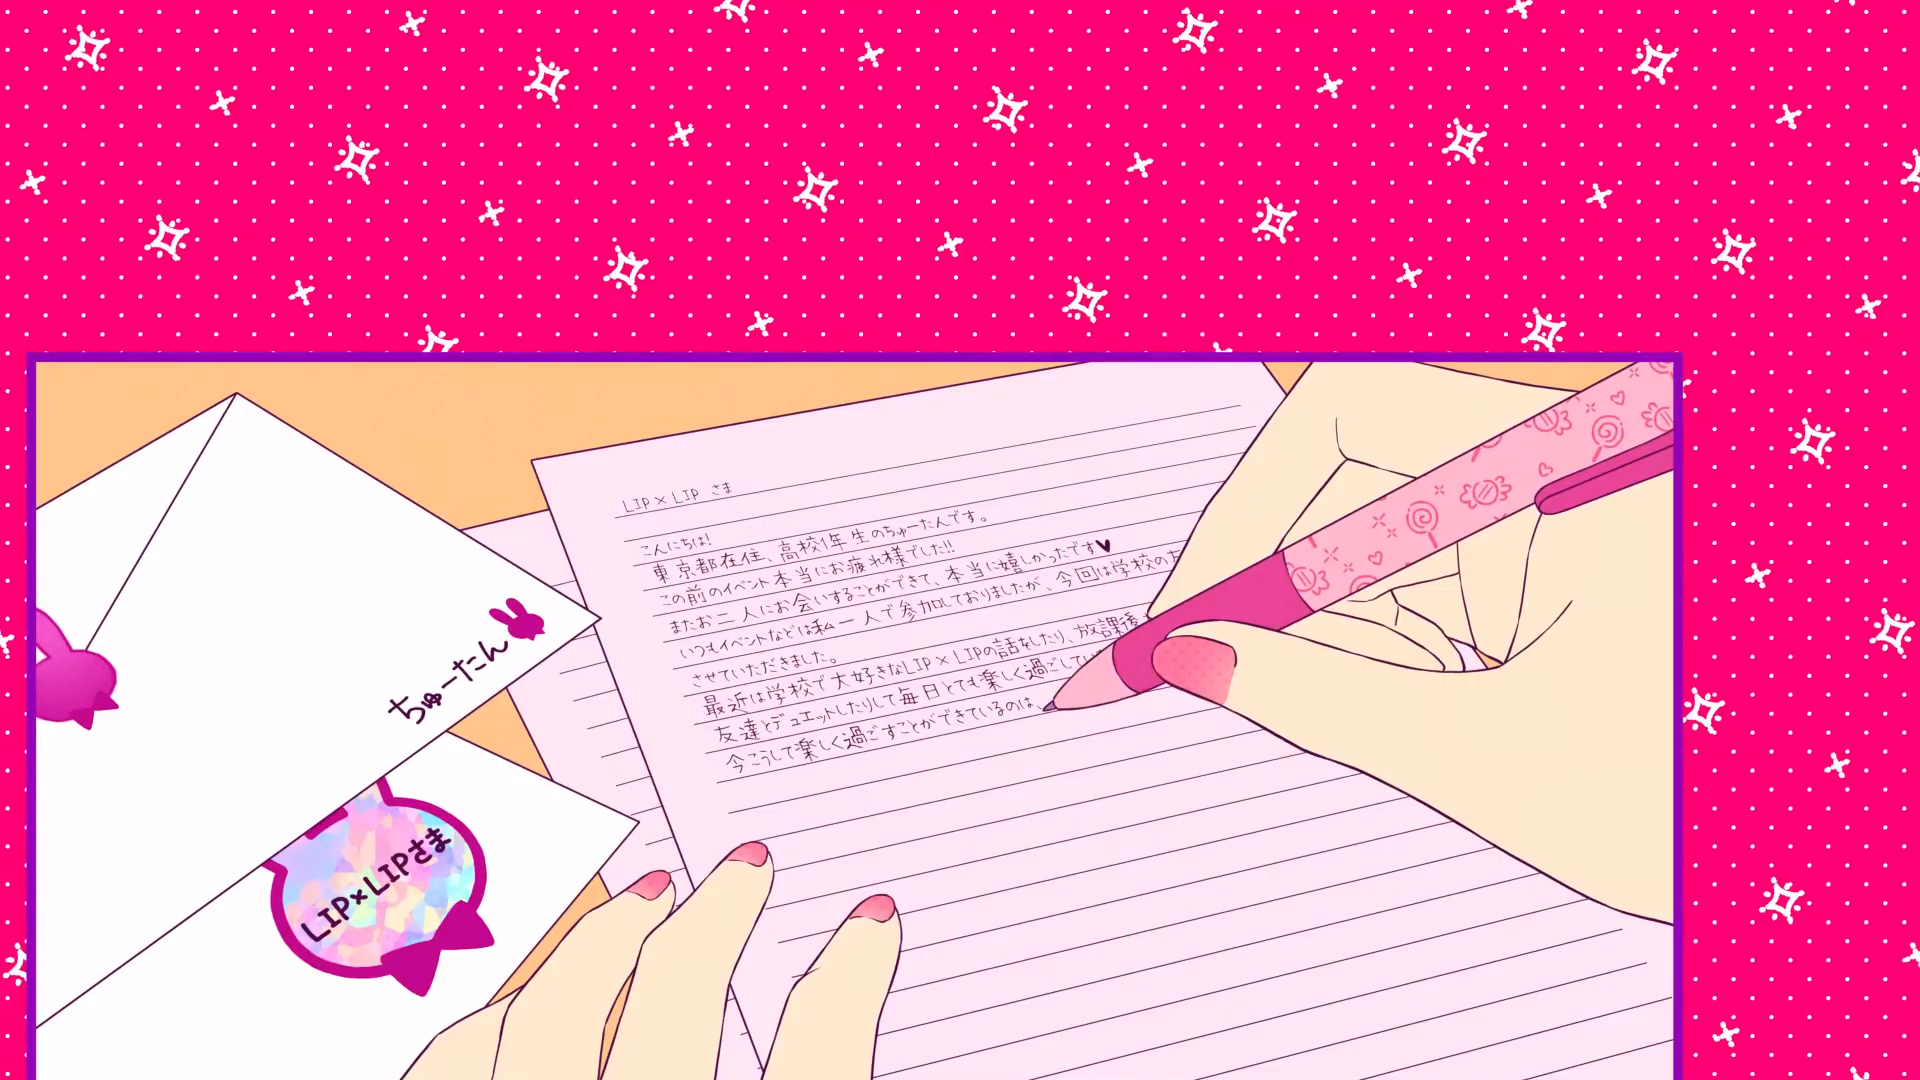 LIP×LIP さま
こんにちは!
東京都在住、高校1年生のちゅーたんです。
この前のイベント本当にお疲れ様でした!!
またお二人にお会いすることができて、本当に嬉しかったです♥
いつもイベントなどは私一人で参加しておりましたが、今回は学校の友
させていただきました。
最近は学校で大好きなLIP×LIPの話をしたり、放課後
友達とデュエットしたりして毎日とても楽しく過ごしてい
今こうして楽しく過ごすことができているのは、
ちゅーたん
LIP×LIPさま